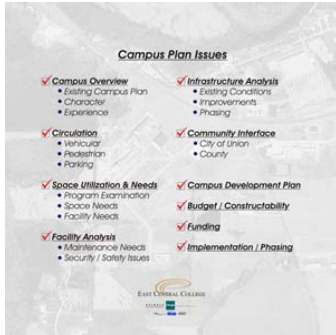 Campus Plan Issues
Campus Overview
• Existing Campus Plan
• Character
• Experience
Circulation
• Vehicular
• Pedestrian
• Parking
Space Utilization & Needs
• Program Examination
• Space Needs
• Facility Needs
Facility Analysis
• Maintenance Needs
• Security / Safety Issues
Infrastructure Analysis
• Existing Conditions
• Improvements
• Phasing
Community Interface
• City of Union
• County
Campus Development Plan
Budget / Constructability
Funding
Implementation / Phasing
EAST CENTRAL COLLEGE